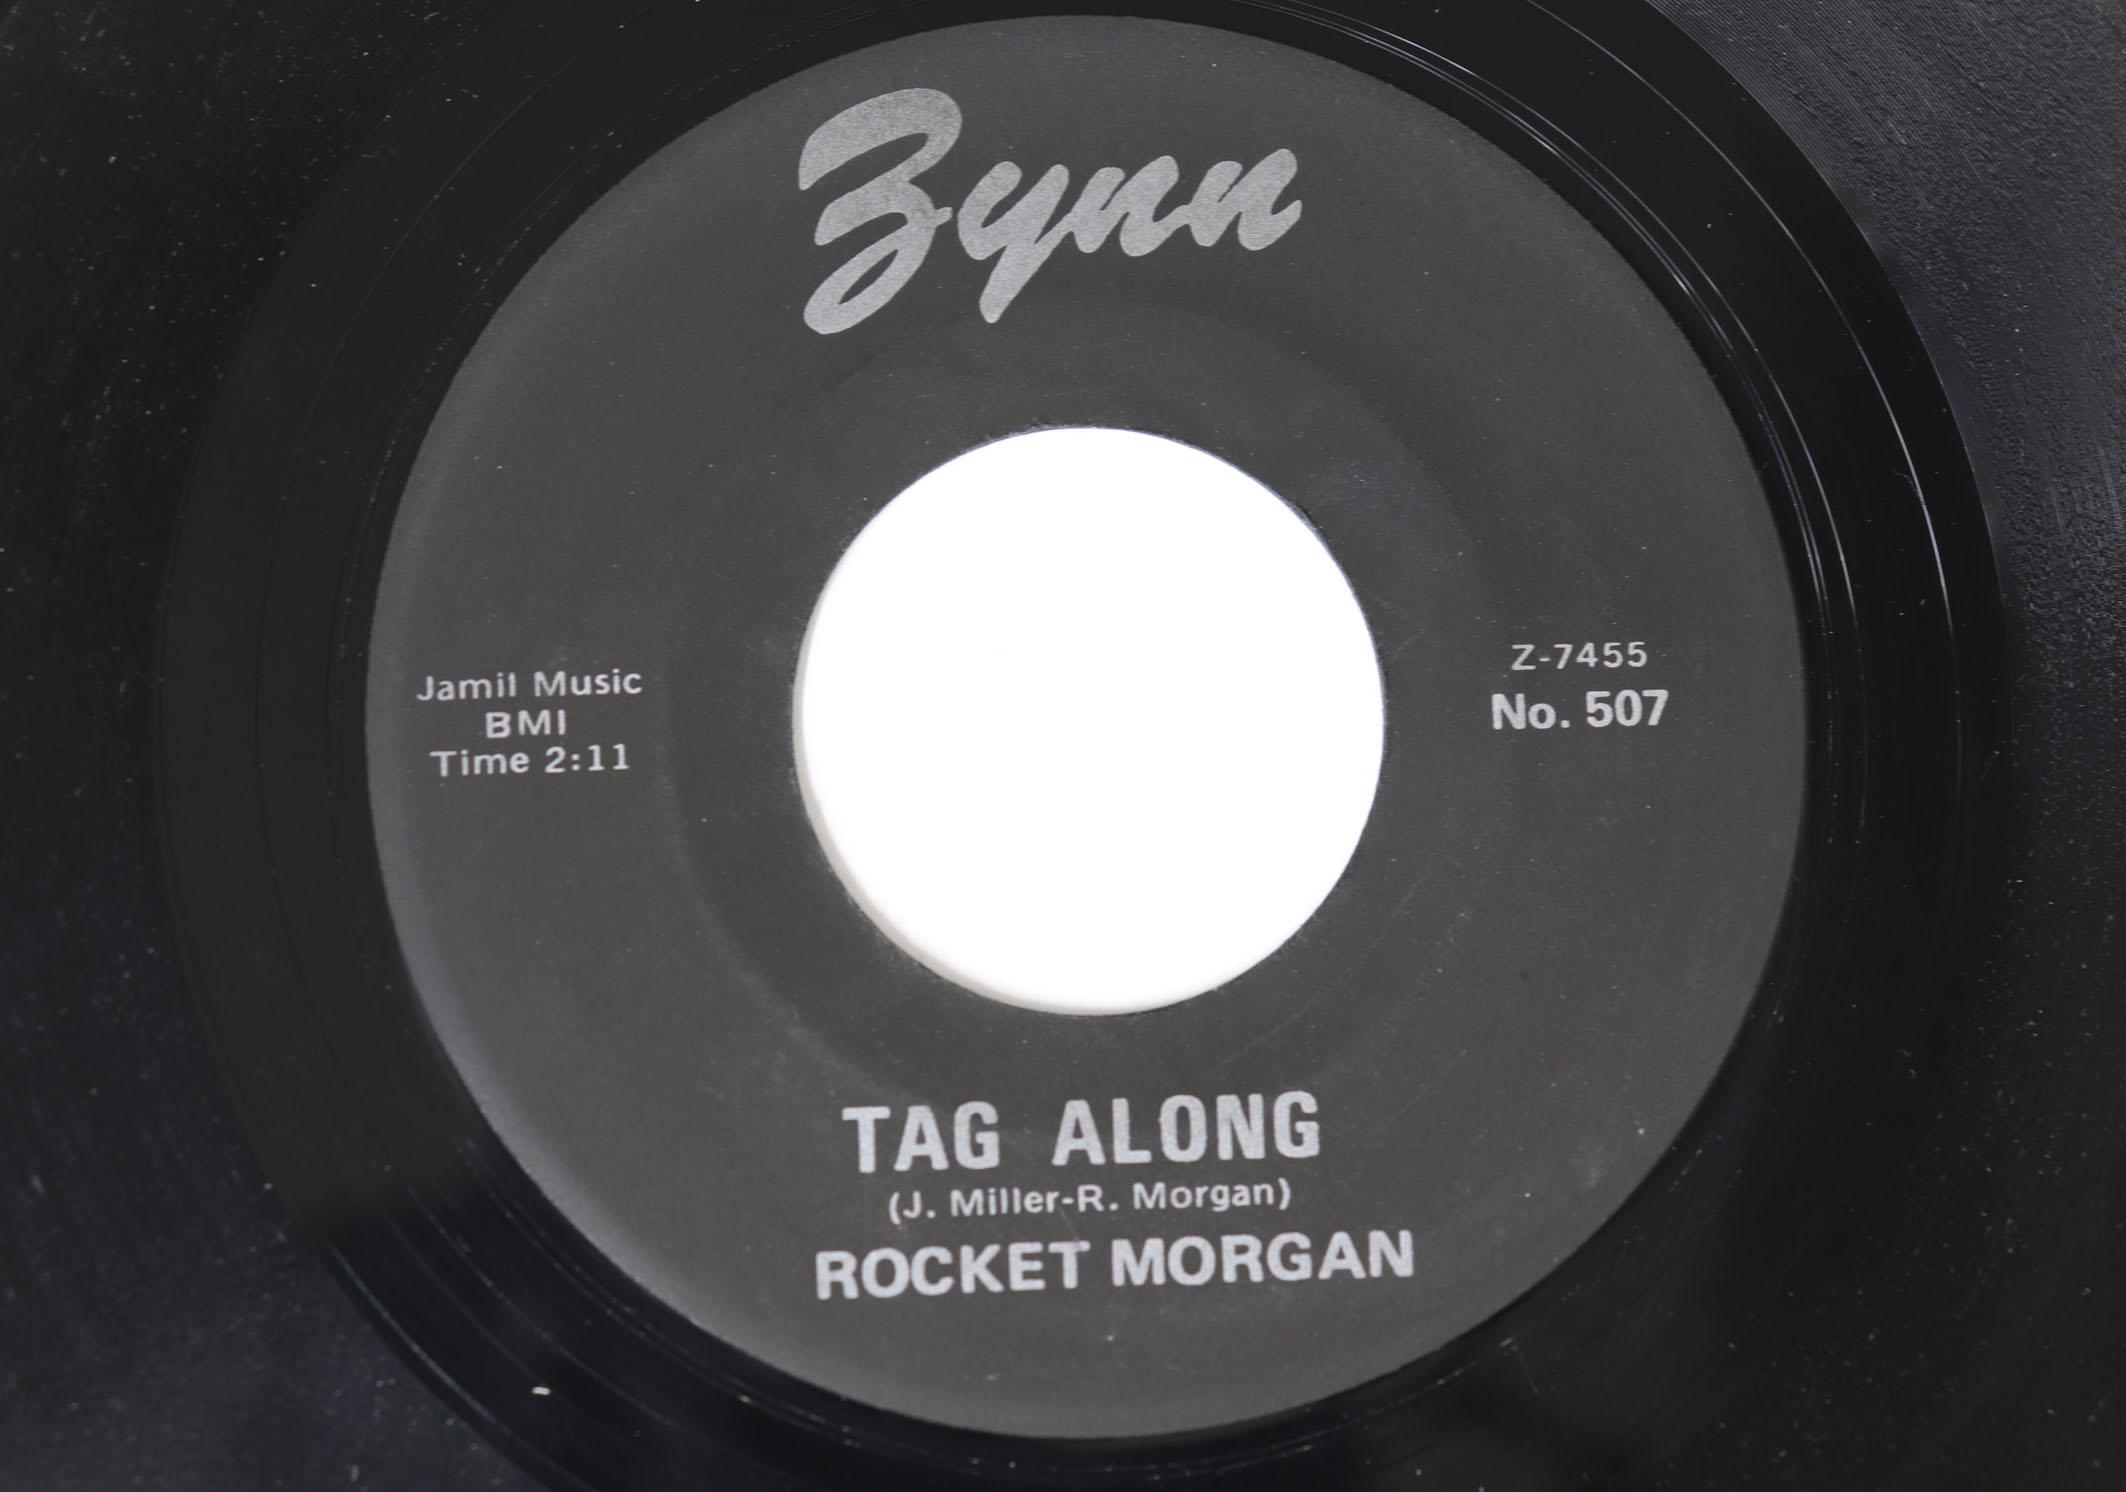 Zynn
Jamil Music
BMI
Time 2:11
Z-7455
No. 507
TAG ALONG
(J. Miller-R. Morgan)
ROCKET MORGAN